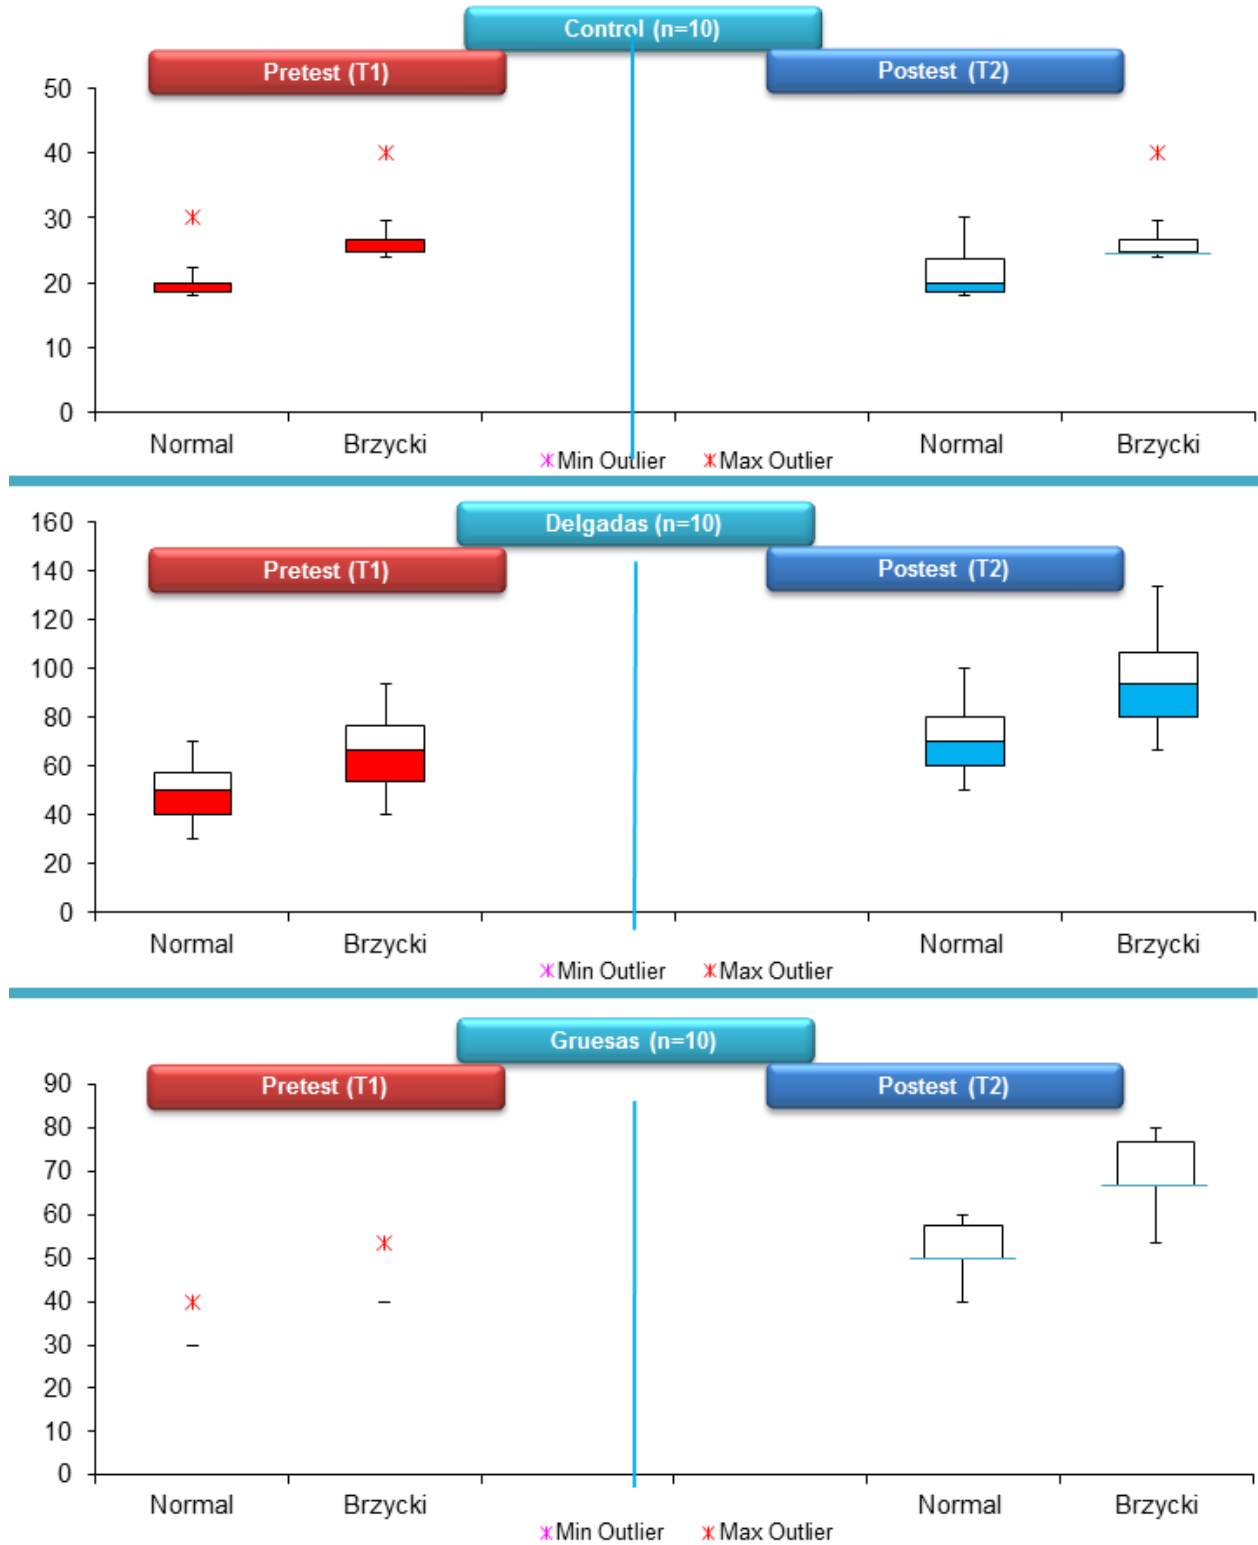 Control (n=10)
Pretest (T1)
Postest (T2)
50
40
30
20
10
0
Normal
Brzycki
Normal
Brzycki
Min Outlier
Max Outlier
Delgadas (n=10)
Pretest (T1)
Postest (T2)
160
140
120
100
80
60
40
20
0
Normal
Brzycki
Normal
Brzycki
Min Outlier
Max Outlier
Gruesas (n=10)
Pretest (T1)
Postest (T2)
90
80
70
60
50
40
30
20
10
0
Normal
Brzycki
Normal
Brzycki
Min Outlier
Max Outlier